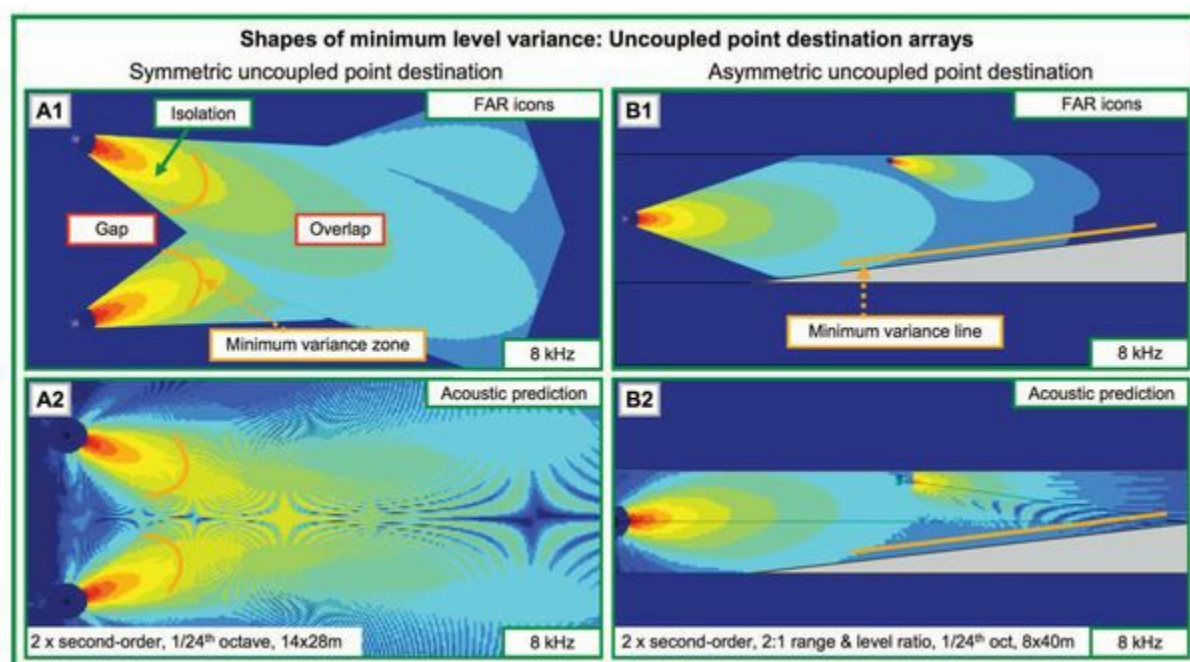 Shapes of minimum level variance: Uncoupled point destination arrays
Symmetric uncoupled point destination
Asymmetric uncoupled point destination
A1
FAR icons
Isolation
Gap
Overlap
Minimum variance zone
8 kHz
B1
FAR icons
Minimum variance line
8 kHz
A2
Acoustic prediction
2 x second-order, 1/24th octave, 14x28m
8 kHz
B2
Acoustic prediction
2 x second-order, 2:1 range & level ratio, 1/24th oct, 8x40m
8 kHz